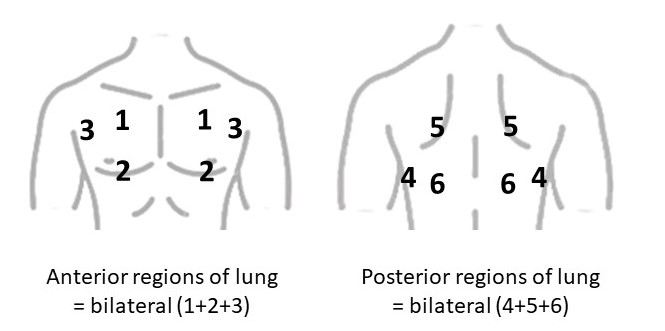 3 1 1 3
2 2
5 5
4 6 6 4
Anterior regions of lung
= bilateral (1+2+3)
Posterior regions of lung
= bilateral (4+5+6)